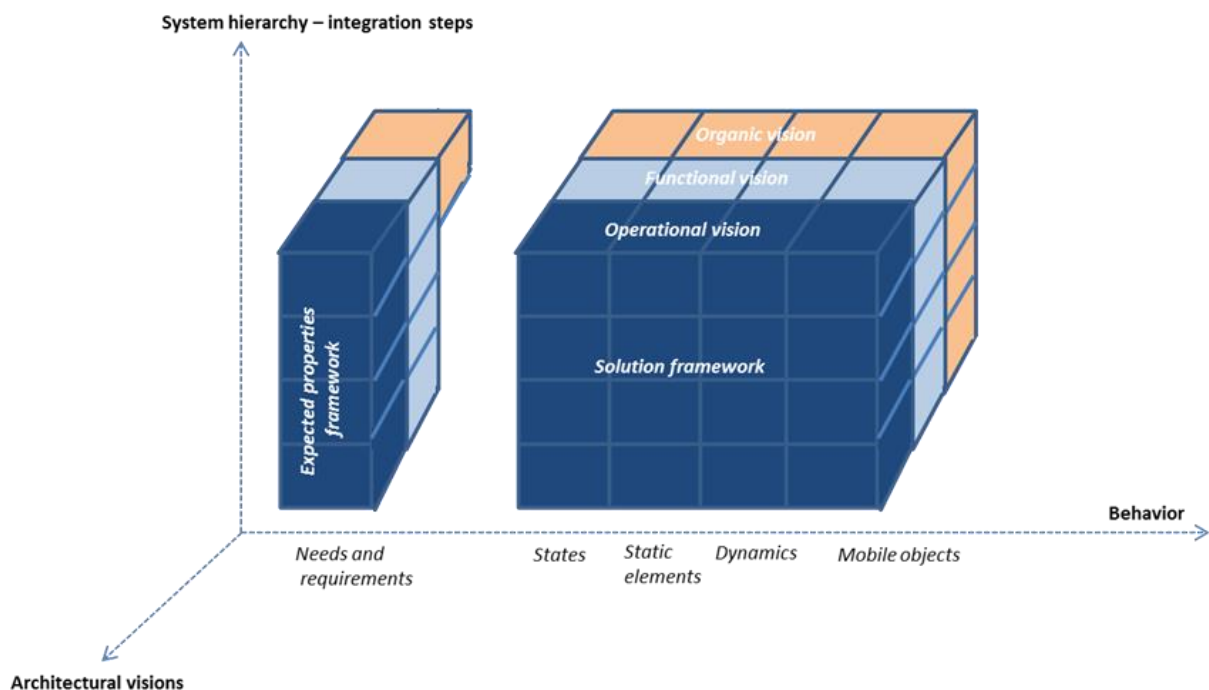 System hierarchy – integration steps
Organic vision
Functional vision
Operational vision
Expected properties
framework
Solution framework
Behavior
Needs and
requirements
States
Static
elements
Dynamics
Mobile objects
Architectural visions